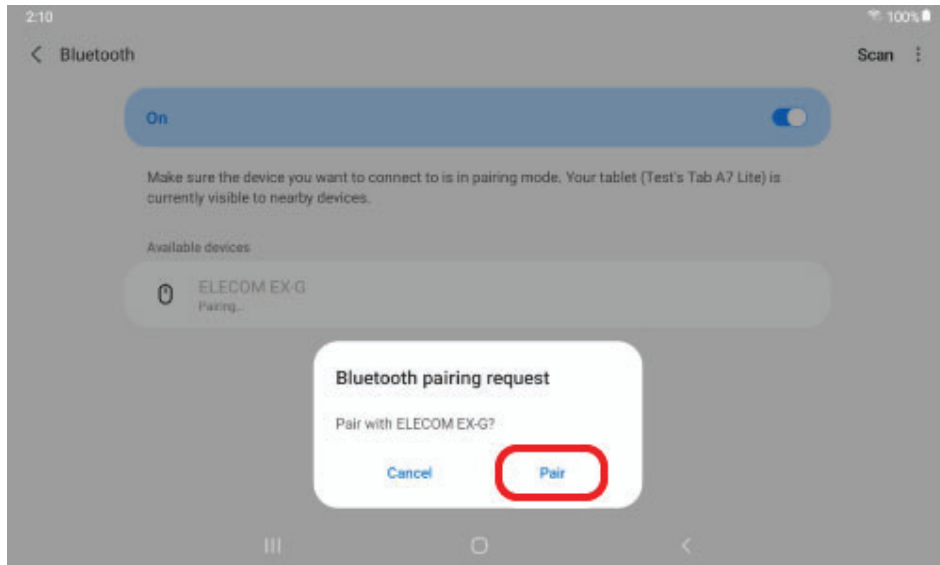 2:10
100%
Bluetooth
Scan
On
Make sure the device you want to connect to is in pairing mode. Your tablet (Test's Tab A7 Lite) is
currently visible to nearby devices.
Available devices
ELECOM EX-G
Pairing...
Bluetooth pairing request
Pair with ELECOM EX-G?
Cancel
Pair